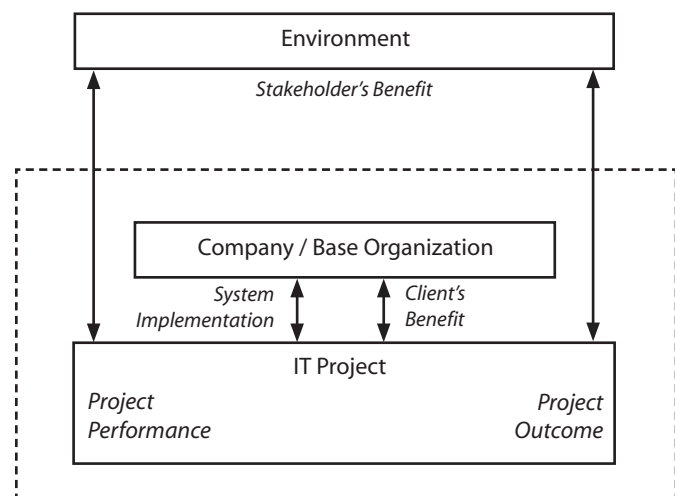 Environment
Stakeholder’s Benefit
Company / Base Organization
System
Implementation
Client’s
Benefit
IT Project
Project
Performance
Project
Outcome